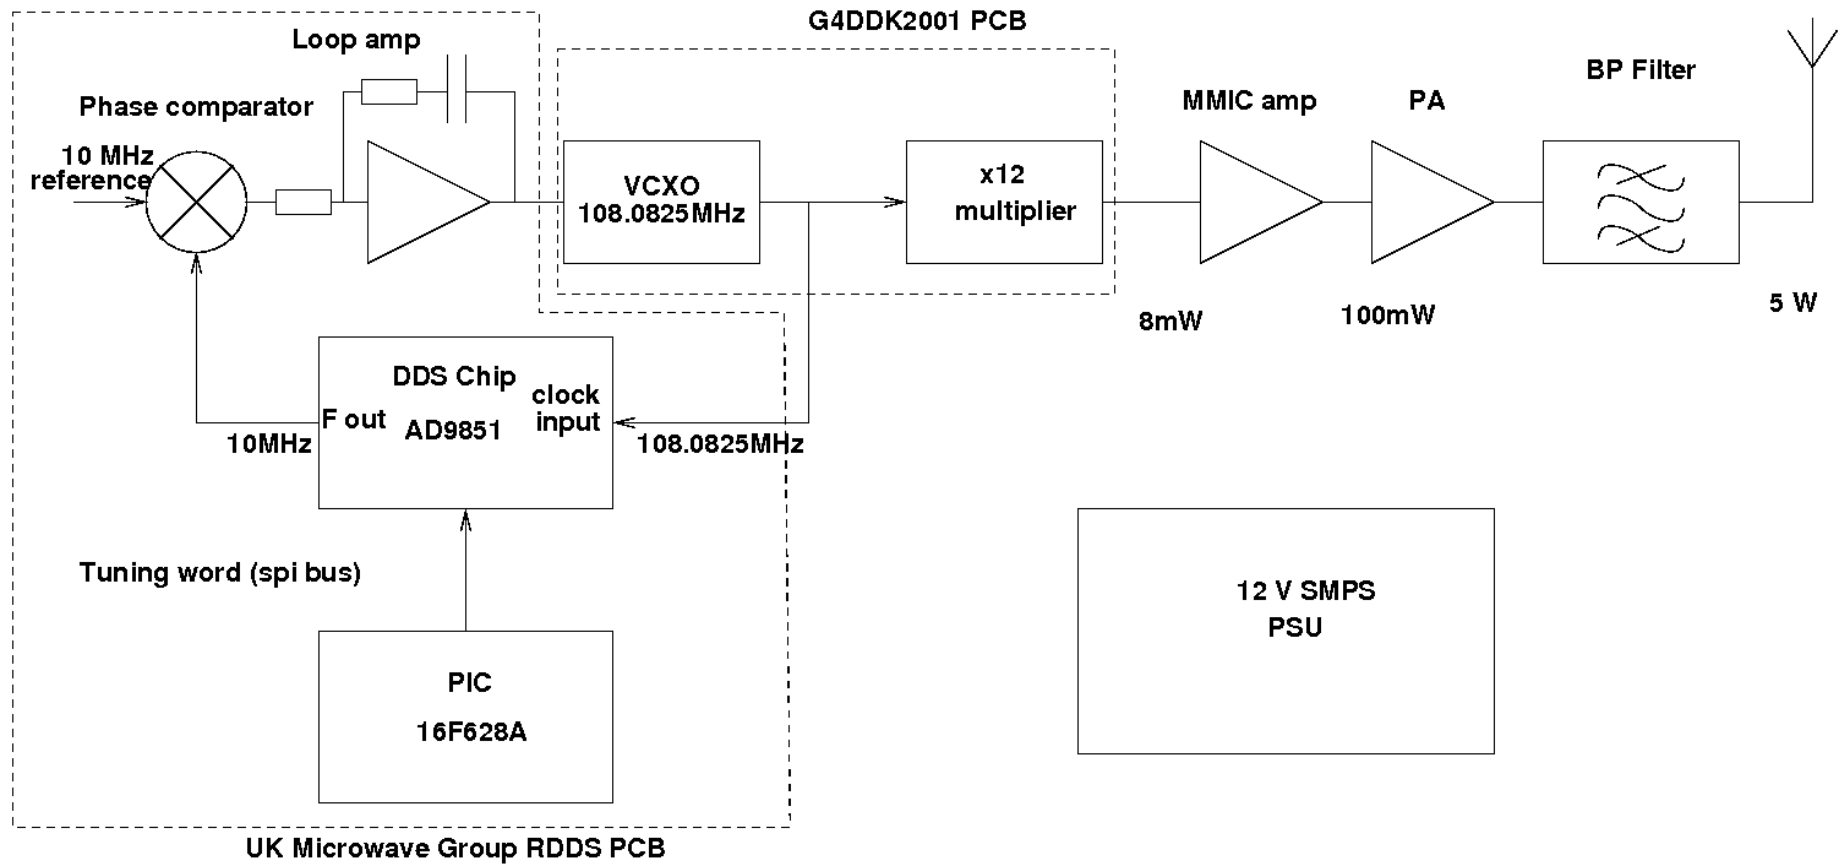 G4DDK2001 PCB
Loop amp
BP Filter
Phase comparator
MMIC amp
PA
10 MHz
reference
VCXO
108.0825MHz
x12
multiplier
8mW
100mW
5 W
DDS Chip
AD9851
F out
clock
input
10MHz
108.0825MHz
Tuning word (spi bus)
12 V SMPS
PSU
PIC
16F628A
UK Microwave Group RDDS PCB